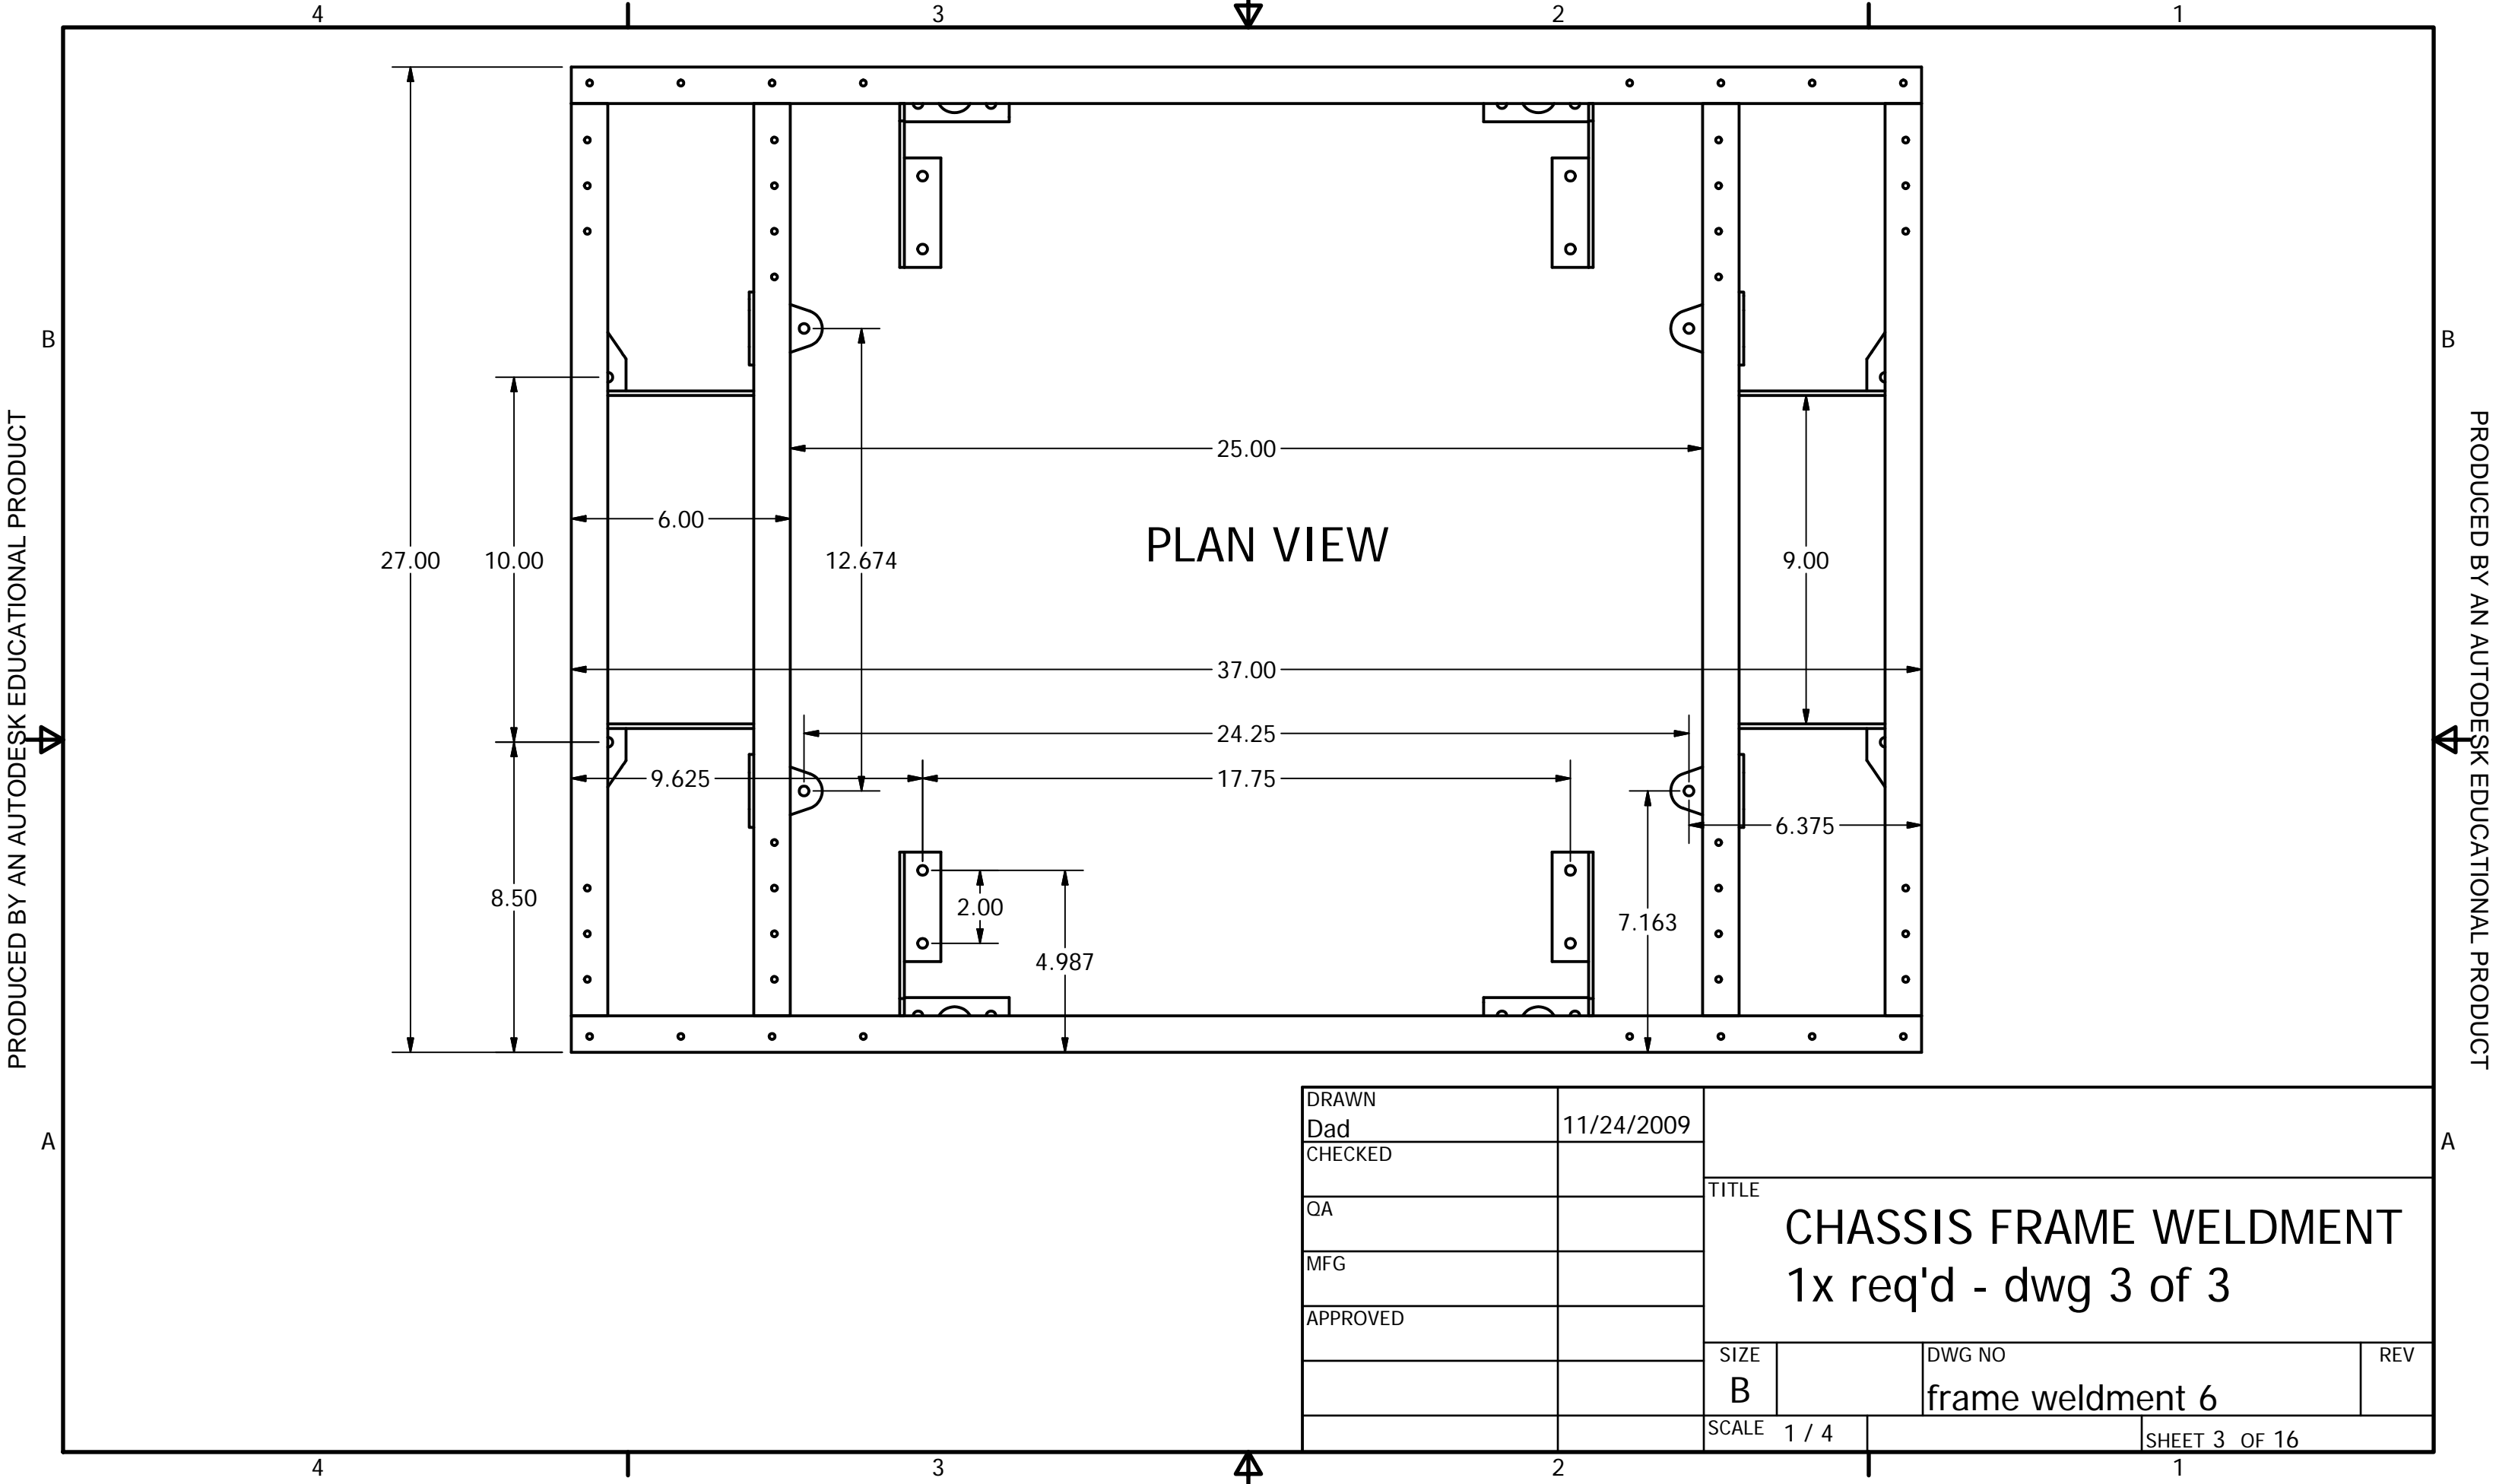 4 3 2 1
B B
A A
PRODUCED BY AN AUTODESK EDUCATIONAL PRODUCT
PRODUCED BY AN AUTODESK EDUCATIONAL PRODUCT
25.00
6.00
PLAN VIEW
27.00 10.00 12.674 9.00
37.00
24.25
9.625 17.75
6.375
8.50 2.00 7.163
4.987
DRAWN
Dad 11/24/2009
CHECKED
QA
MFG
APPROVED
TITLE
CHASSIS FRAME WELDMENT
1x req'd - dwg 3 of 3
SIZE
B
DWG NO
frame weldment 6
REV
SCALE 1 / 4
SHEET 3 OF 16
4 3 2 1